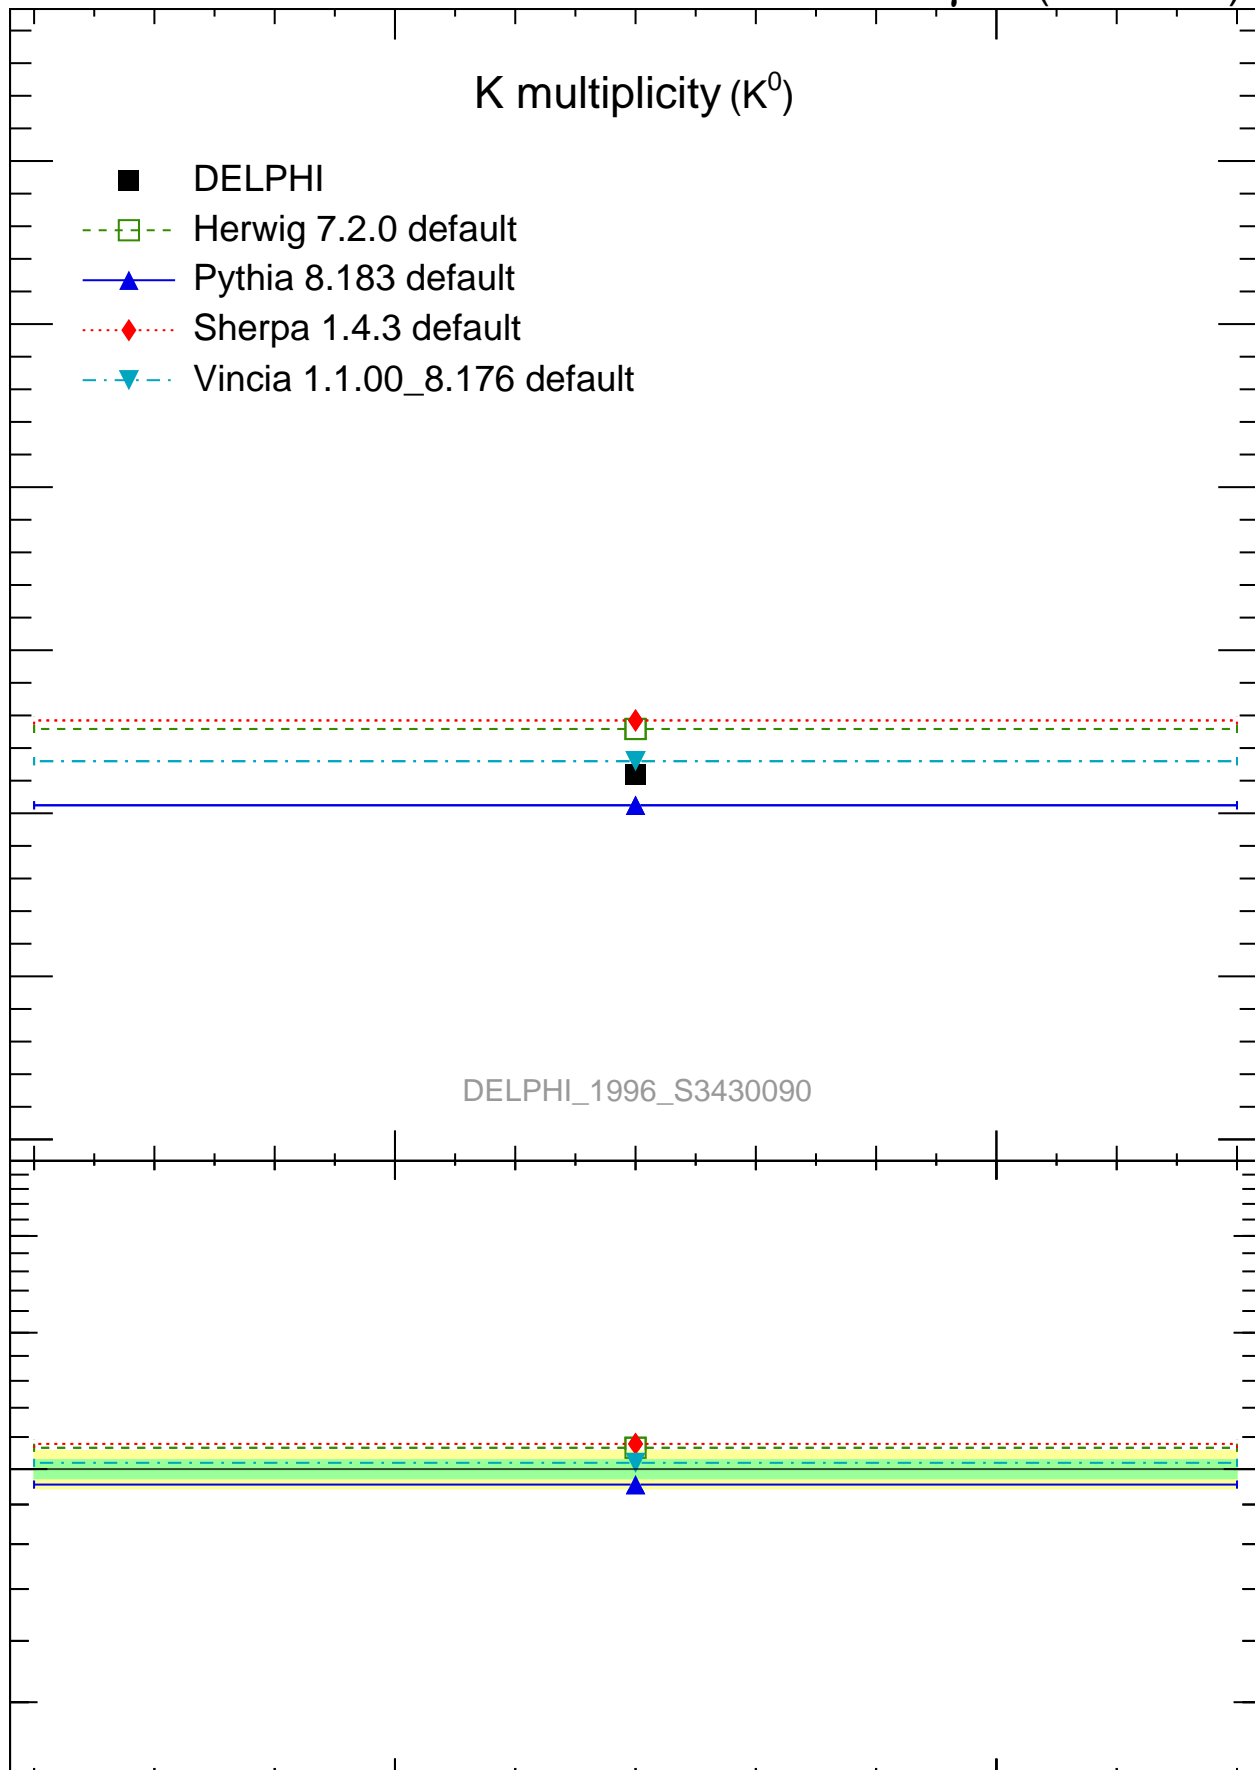 K multiplicity (K⁰)
DELPHI
Herwig 7.2.0 default
Pythia 8.183 default
Sherpa 1.4.3 default
Vincia 1.1.00_8.176 default
DELPHI_1996_S3430090